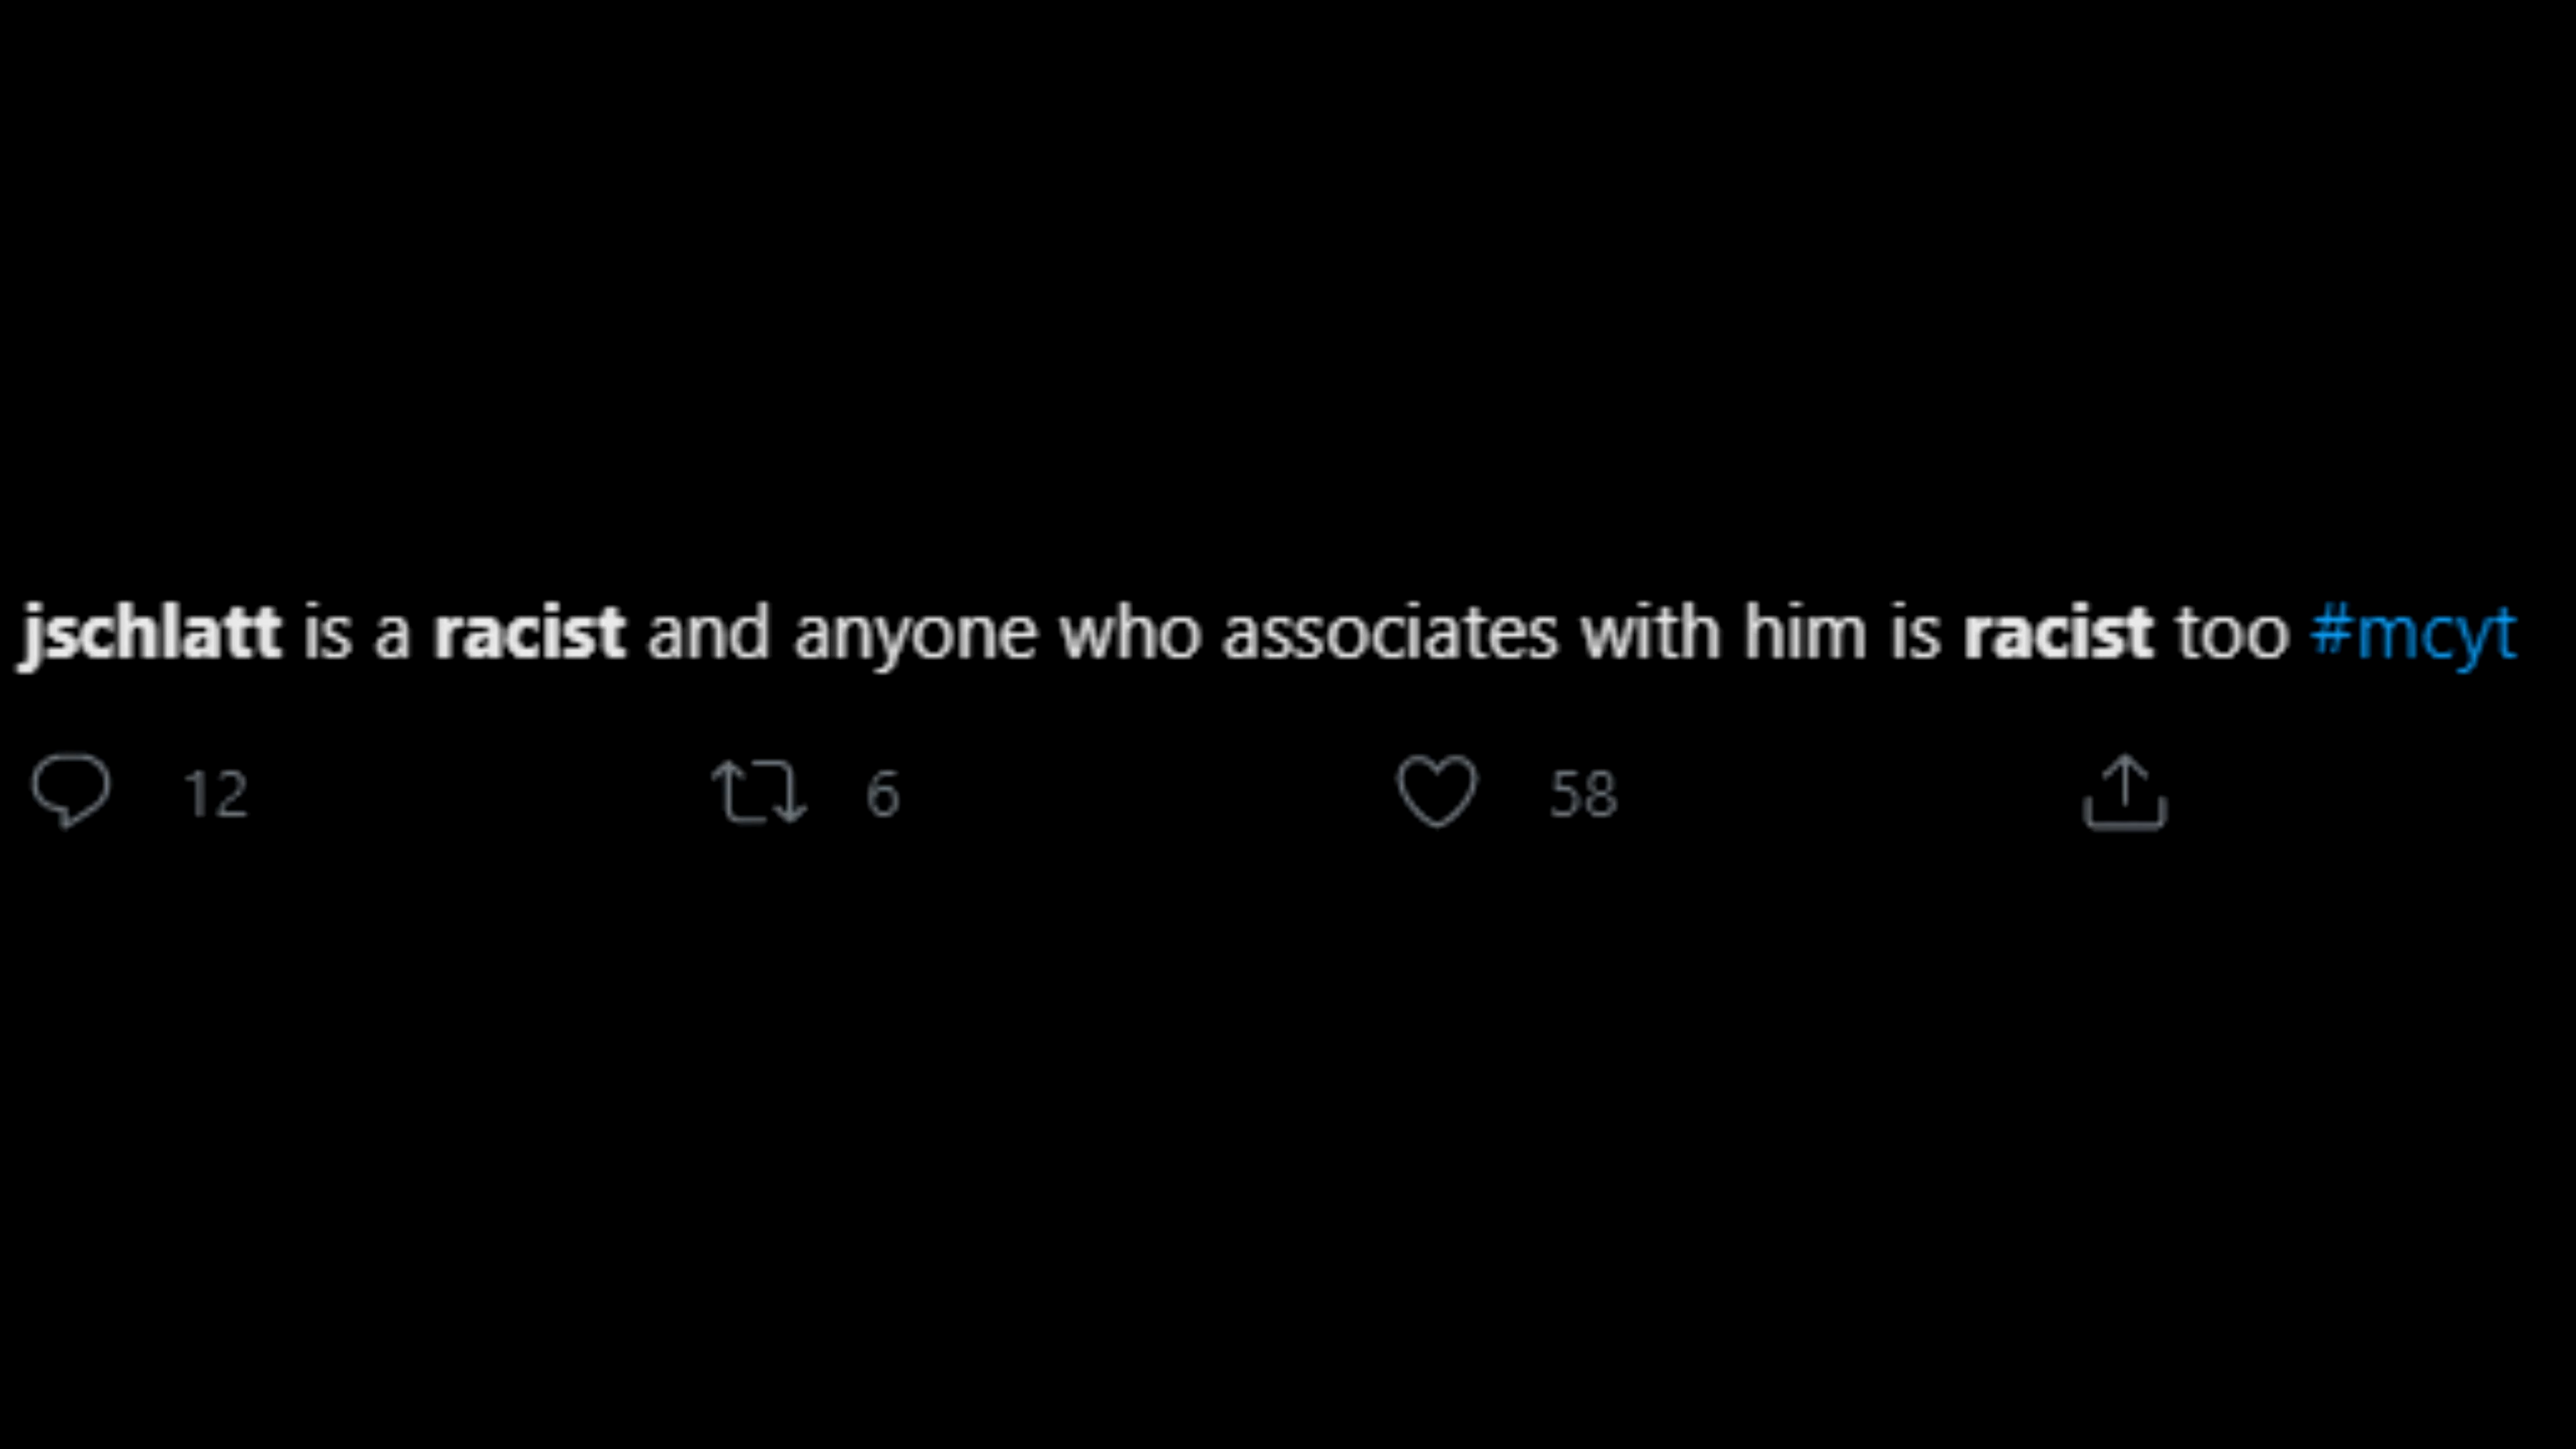 jschlatt is a racist and anyone who associates with him is racist too #mcyt
12 6 58